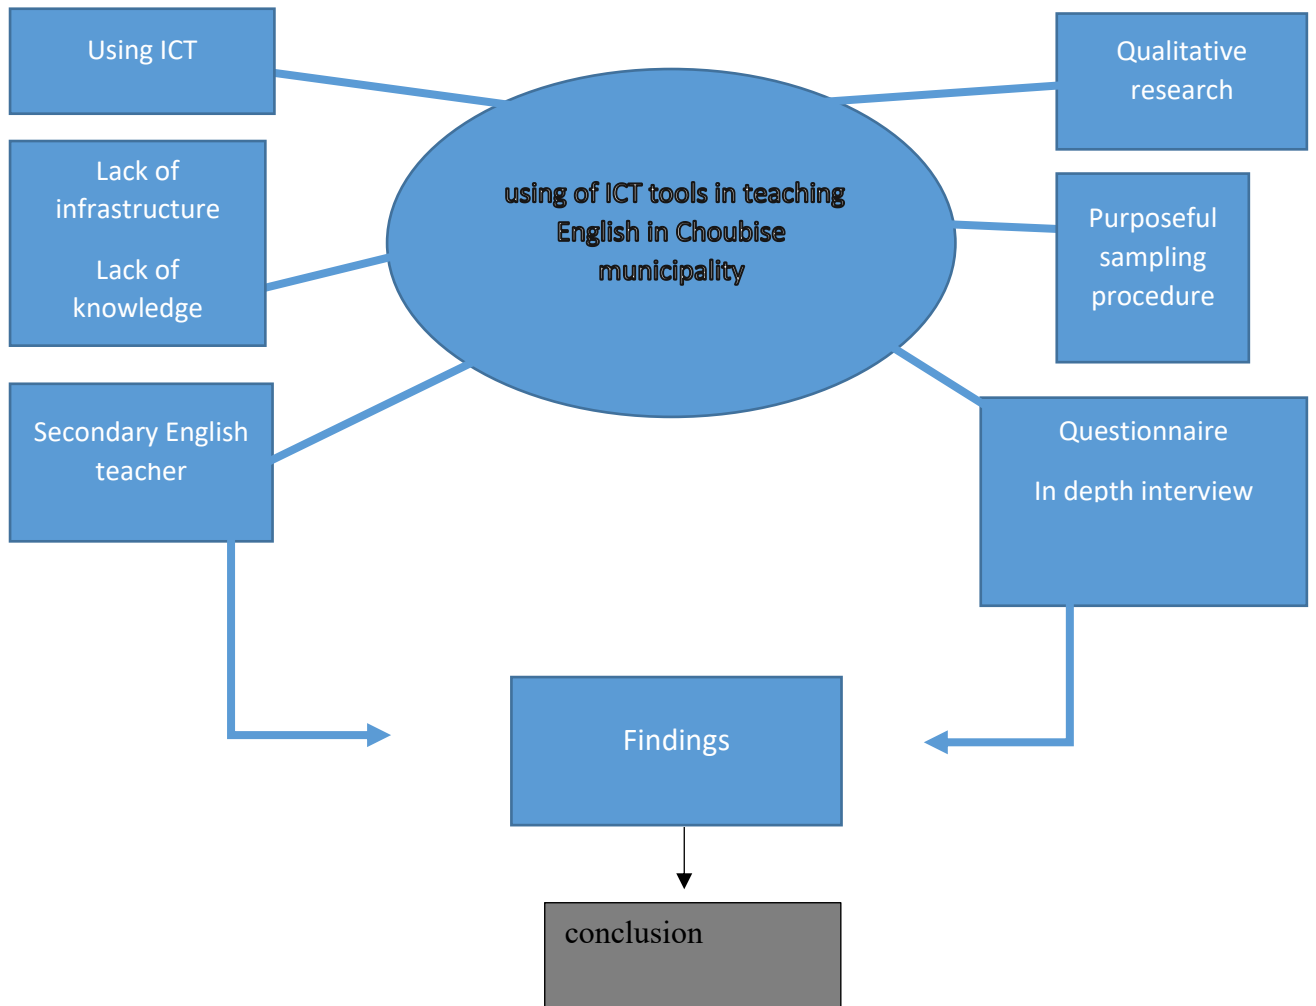 Using ICT
Lack of
infrastructure
Lack of
knowledge
Secondary English
teacher
using of ICT tools in teaching
English in Choubise
municipality
Qualitative
research
Purposeful
sampling
procedure
Questionnaire
In depth interview
Findings
conclusion